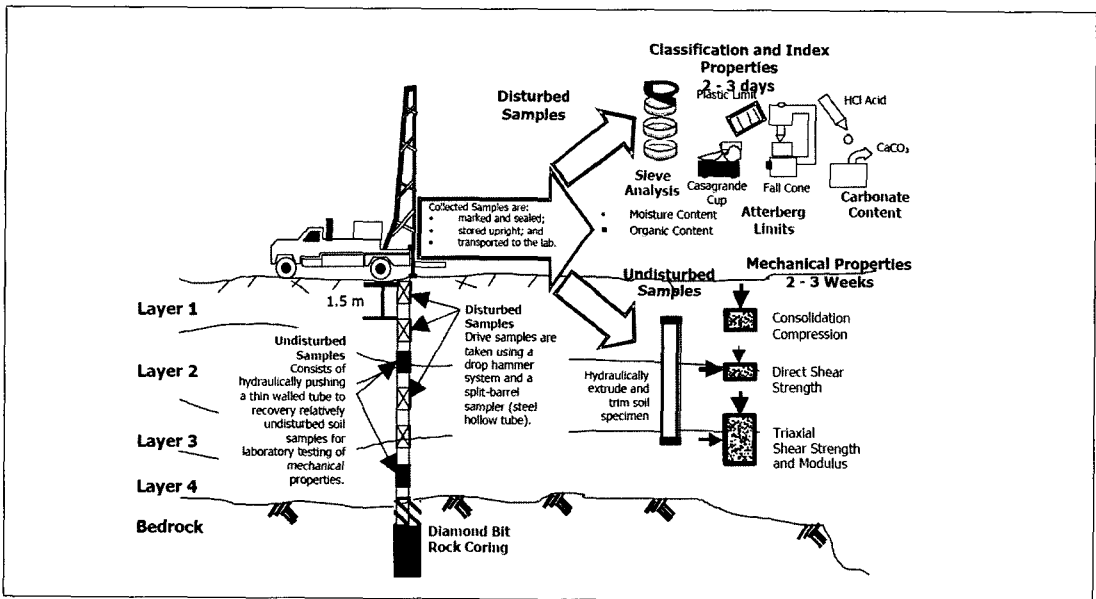 Classification and Index
Properties
2 - 3 days
Disturbed
Samples
Plastic Limit
HCl Acid
CaCO₃
Sieve
Analysis
Casagrande
Cup
Fall Cone
Carbonate
Content
Atterberg
Limits
• Moisture Content
• Organic Content
Collected Samples are:
• marked and sealed;
• stored upright; and
• transported to the lab.
Undisturbed
Samples
Mechanical Properties
2 - 3 Weeks
1.5 m
Layer 1
Layer 2
Layer 3
Layer 4
Bedrock
Undisturbed
Samples
Consists of
hydraulically pushing
a thin walled tube to
recovery relatively
undisturbed soil
samples for
laboratory testing of
mechanical
properties.
Disturbed
Samples
Drive samples are
taken using a
drop hammer
system and a
split-barrel
sampler (steel
hollow tube).
Hydraulically
extrude and
trim soil
specimen
Consolidation
Compression
Direct Shear
Strength
Triaxial
Shear Strength
and Modulus
Diamond Bit
Rock Coring